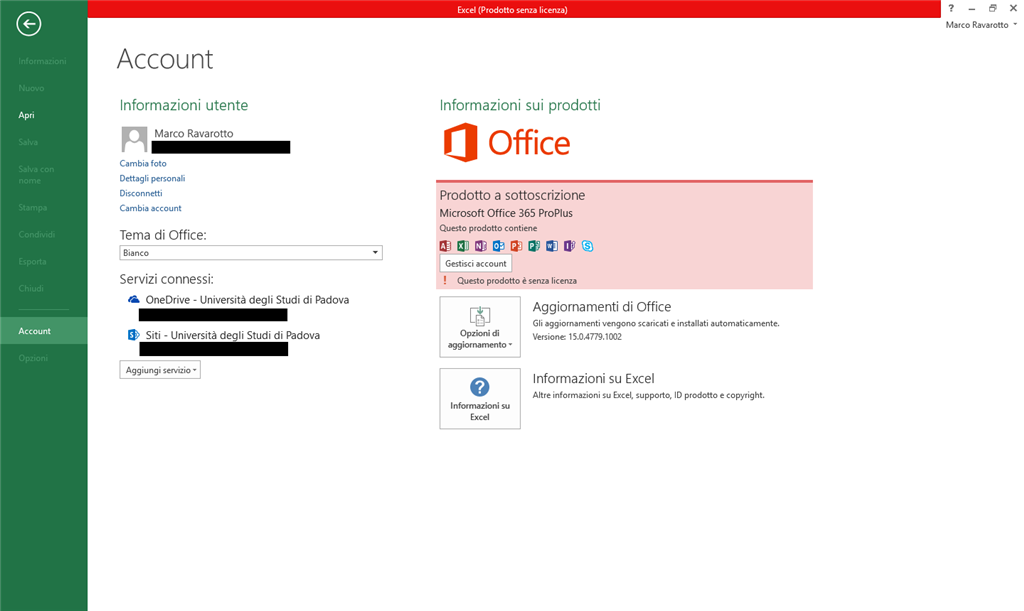 Excel (Prodotto senza licenza)
?
Marco Ravarotto
Informazioni
Nuovo
Apri
Salva
Salva con
nome
Stampa
Condividi
Esporta
Chiudi
Account
Opzioni
Account
Informazioni utente
Marco Ravarotto
Cambia foto
Dettagli personali
Disconnetti
Cambia account
Tema di Office:
Bianco
Servizi connessi:
OneDrive - Università degli Studi di Padova
Siti - Università degli Studi di Padova
Aggiungi servizio
Informazioni sui prodotti
Office
Prodotto a sottoscrizione
Microsoft Office 365 ProPlus
Questo prodotto contiene
Gestisci account
! Questo prodotto è senza licenza
Opzioni di
aggiornamento
Aggiornamenti di Office
Gli aggiornamenti vengono scaricati e installati automaticamente.
Versione: 15.0.4779.1002
?
Informazioni su
Excel
Informazioni su Excel
Altre informazioni su Excel, supporto, ID prodotto e copyright.